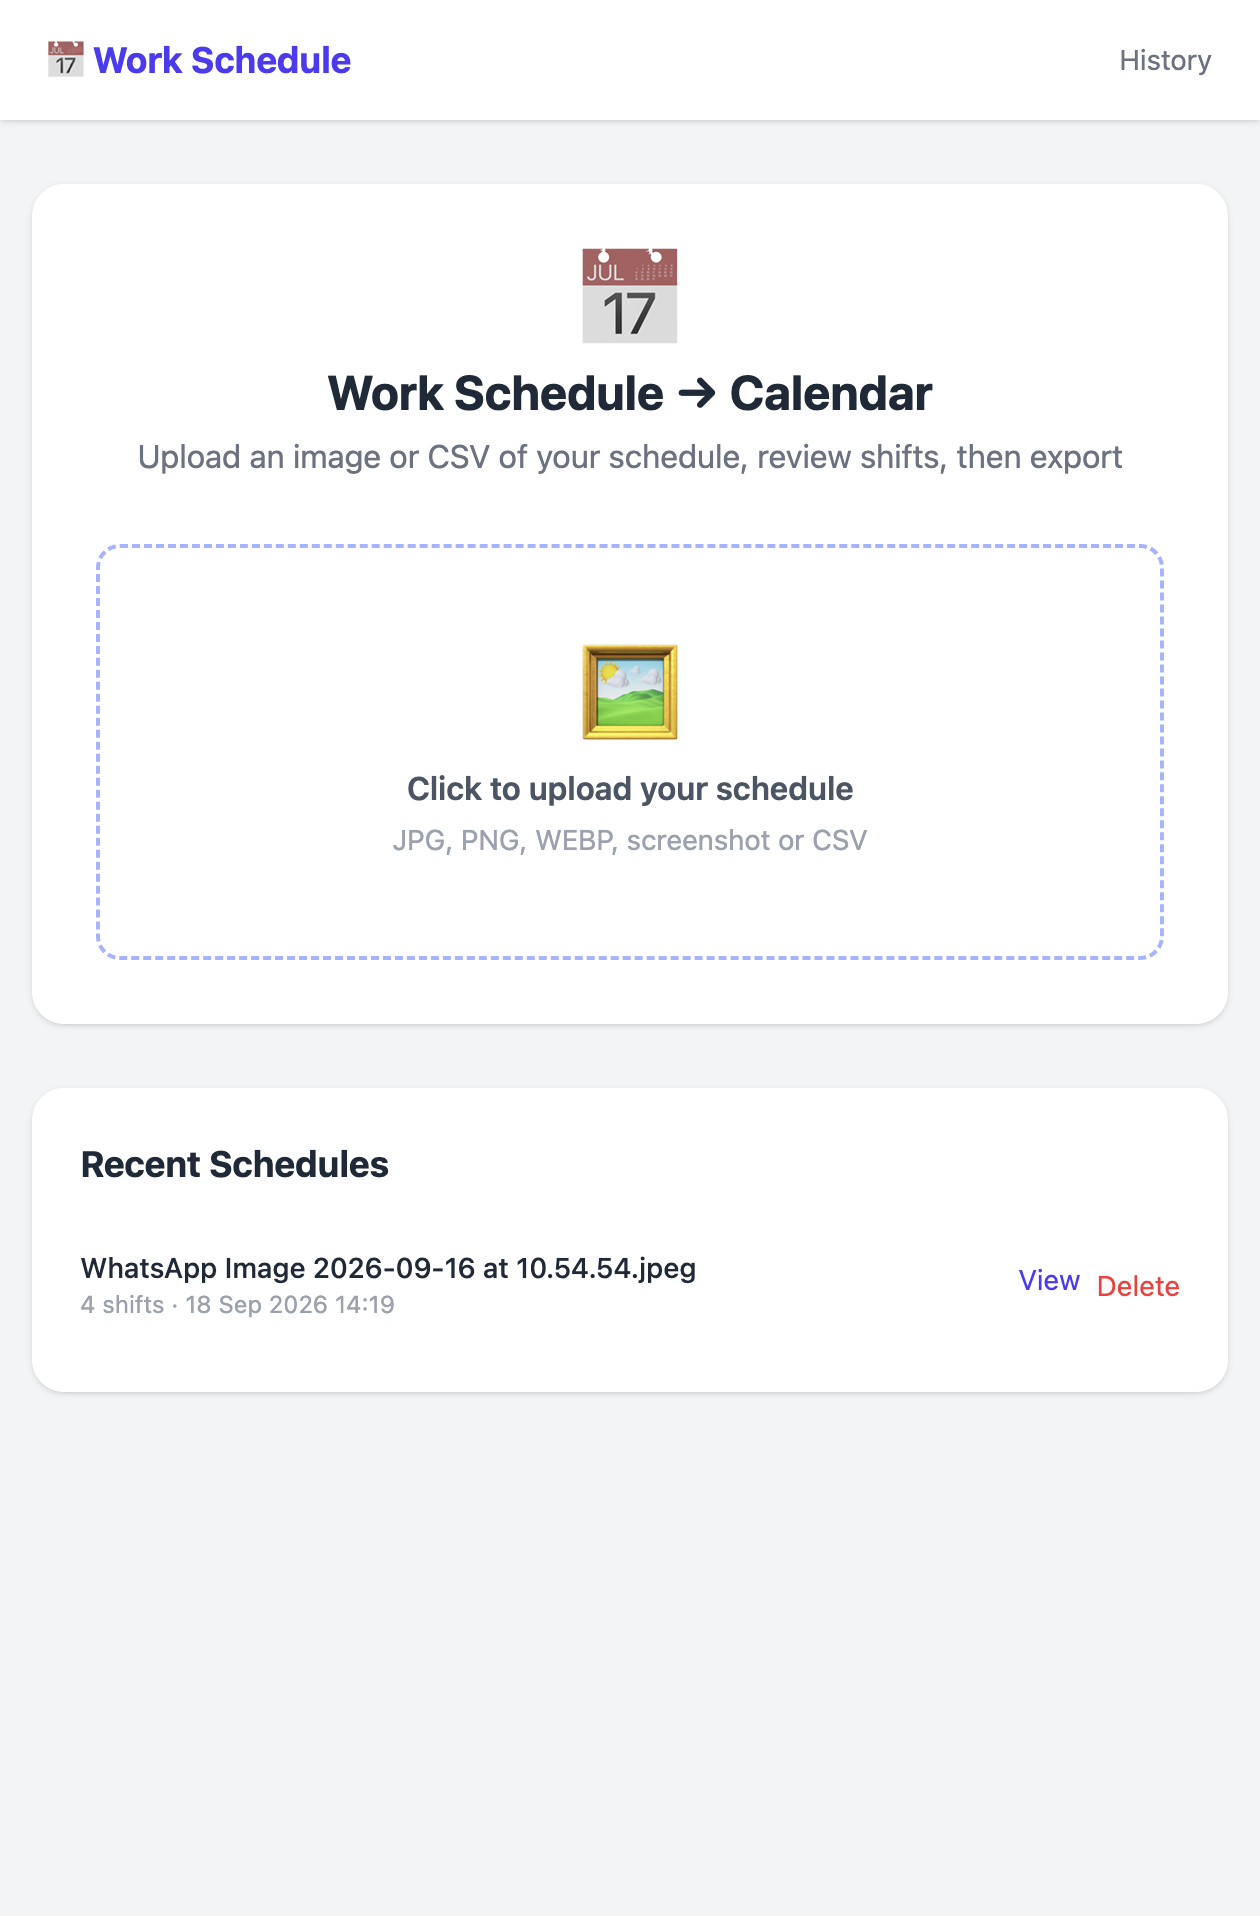 JUL 17 Work Schedule
History
JUL
17
Work Schedule → Calendar
Upload an image or CSV of your schedule, review shifts, then export
Click to upload your schedule
JPG, PNG, WEBP, screenshot or CSV
Recent Schedules
WhatsApp Image 2026-09-16 at 10.54.54.jpeg
4 shifts · 18 Sep 2026 14:19
View
Delete